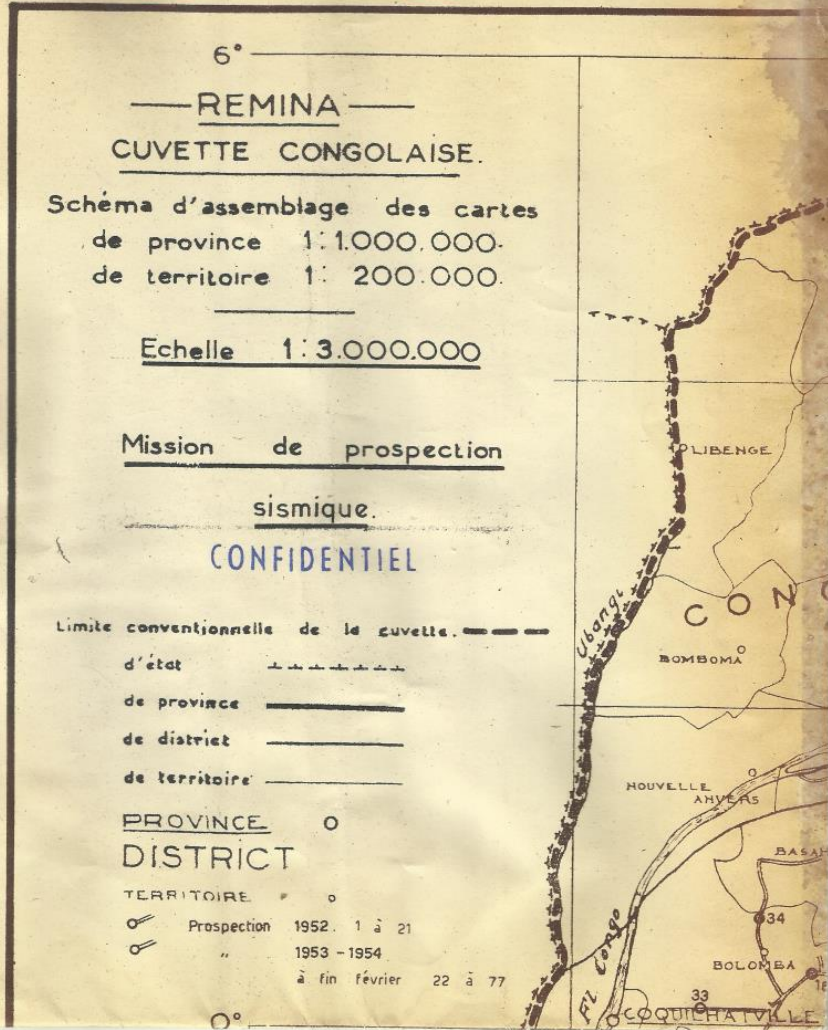 6°
REMINA
CUVETTE CONGOLAISE.
Schéma d'assemblage des cartes
de province 1:1.000.000.
de territoire 1: 200.000.
Echelle 1:3.000.000
Mission de prospection
sismique.
CONFIDENTIEL
Limite conventionnelle de la cuvette.
d'état
de province
de district
de territoire
PROVINCE
DISTRICT
TERRITOIRE
Prospection 1952. 1 à 21
" 1953-1954
à fin février 22 à 77
0°
LIBENGE
Ubangi
CON
BOMBOMA
NOUVELLE
ANVERS
BASAN
34
Fl. Congo
BOLOMBA
18
33
COQUILHATVILLE